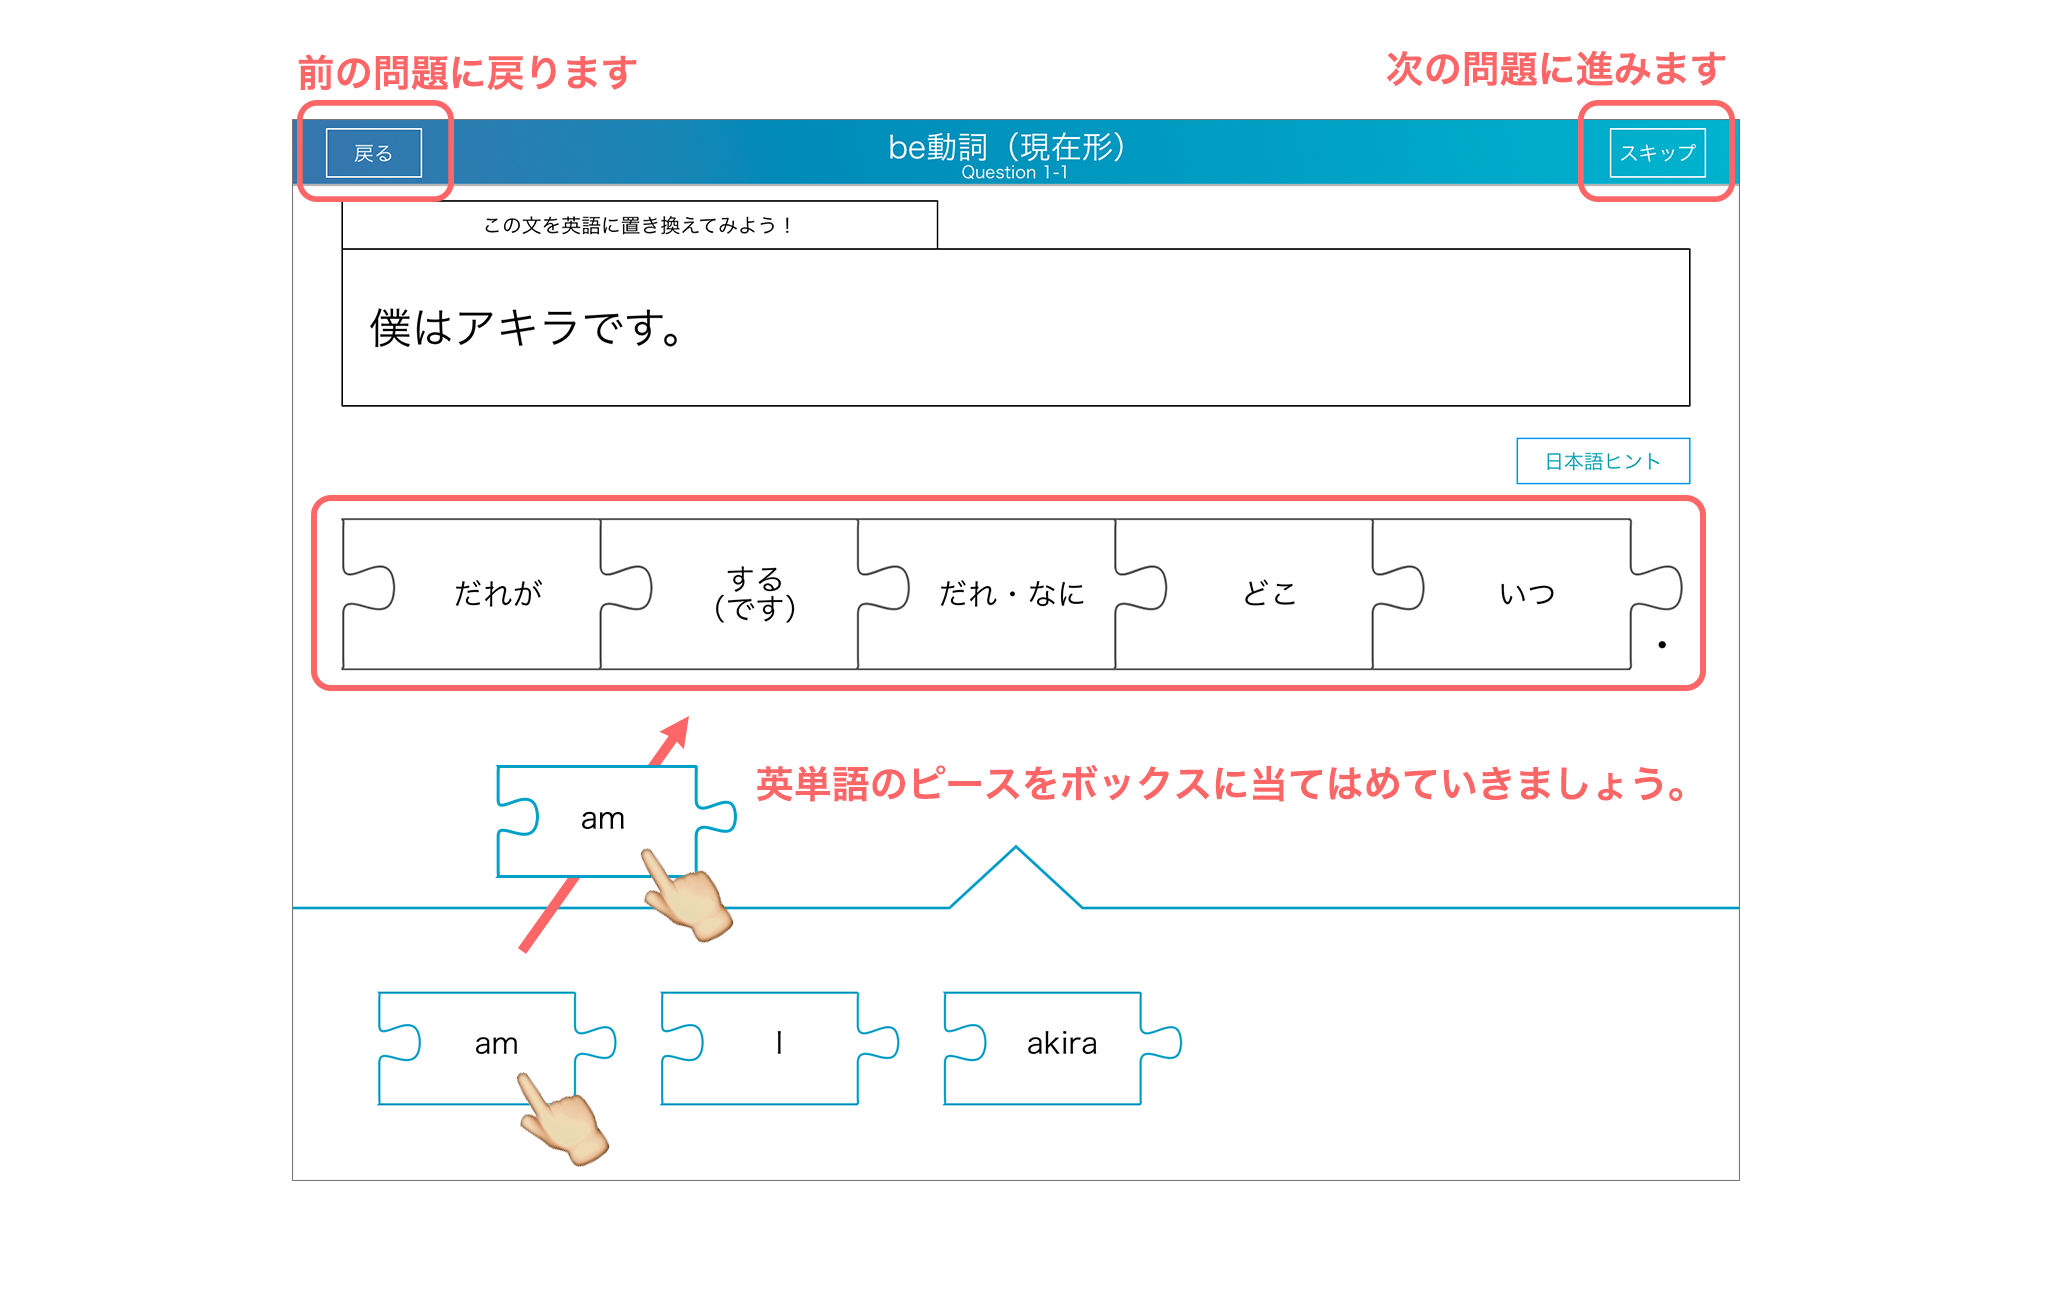 前の問題に戻ります
次の問題に進みます
戻る
be動詞（現在形）
スキップ
Question 1-1
この文を英語に置き換えてみよう！
僕はアキラです。
日本語ヒント
だれが
する
（です）
だれ・なに
どこ
いつ
.
am
英単語のピースをボックスに当てはめていきましょう。
am
I
akira